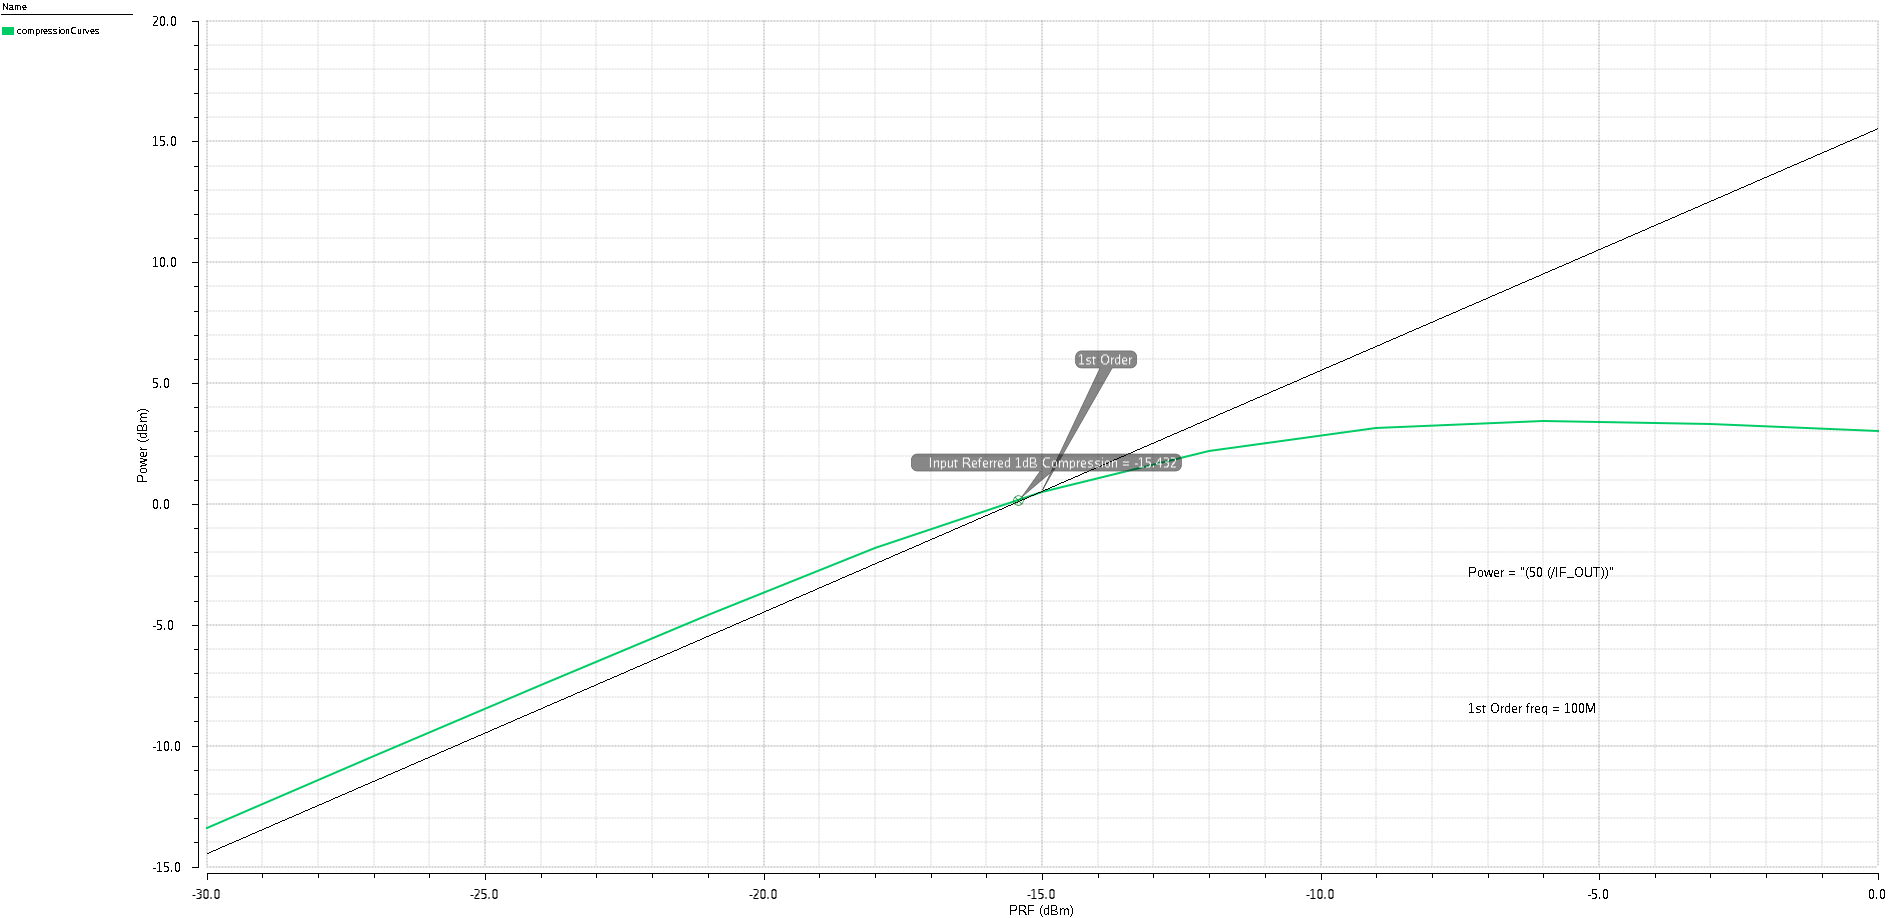 Name
compressionCurves
20.0
15.0
10.0
5.0
0.0
-5.0
-10.0
-15.0
Power (dBm)
1st Order
Input Referred 1dB Compression = -15.432
Power = "(50 (/IF_OUT))"
1st Order freq = 100M
-30.0
-25.0
-20.0
-15.0
-10.0
-5.0
0.0
PRF (dBm)